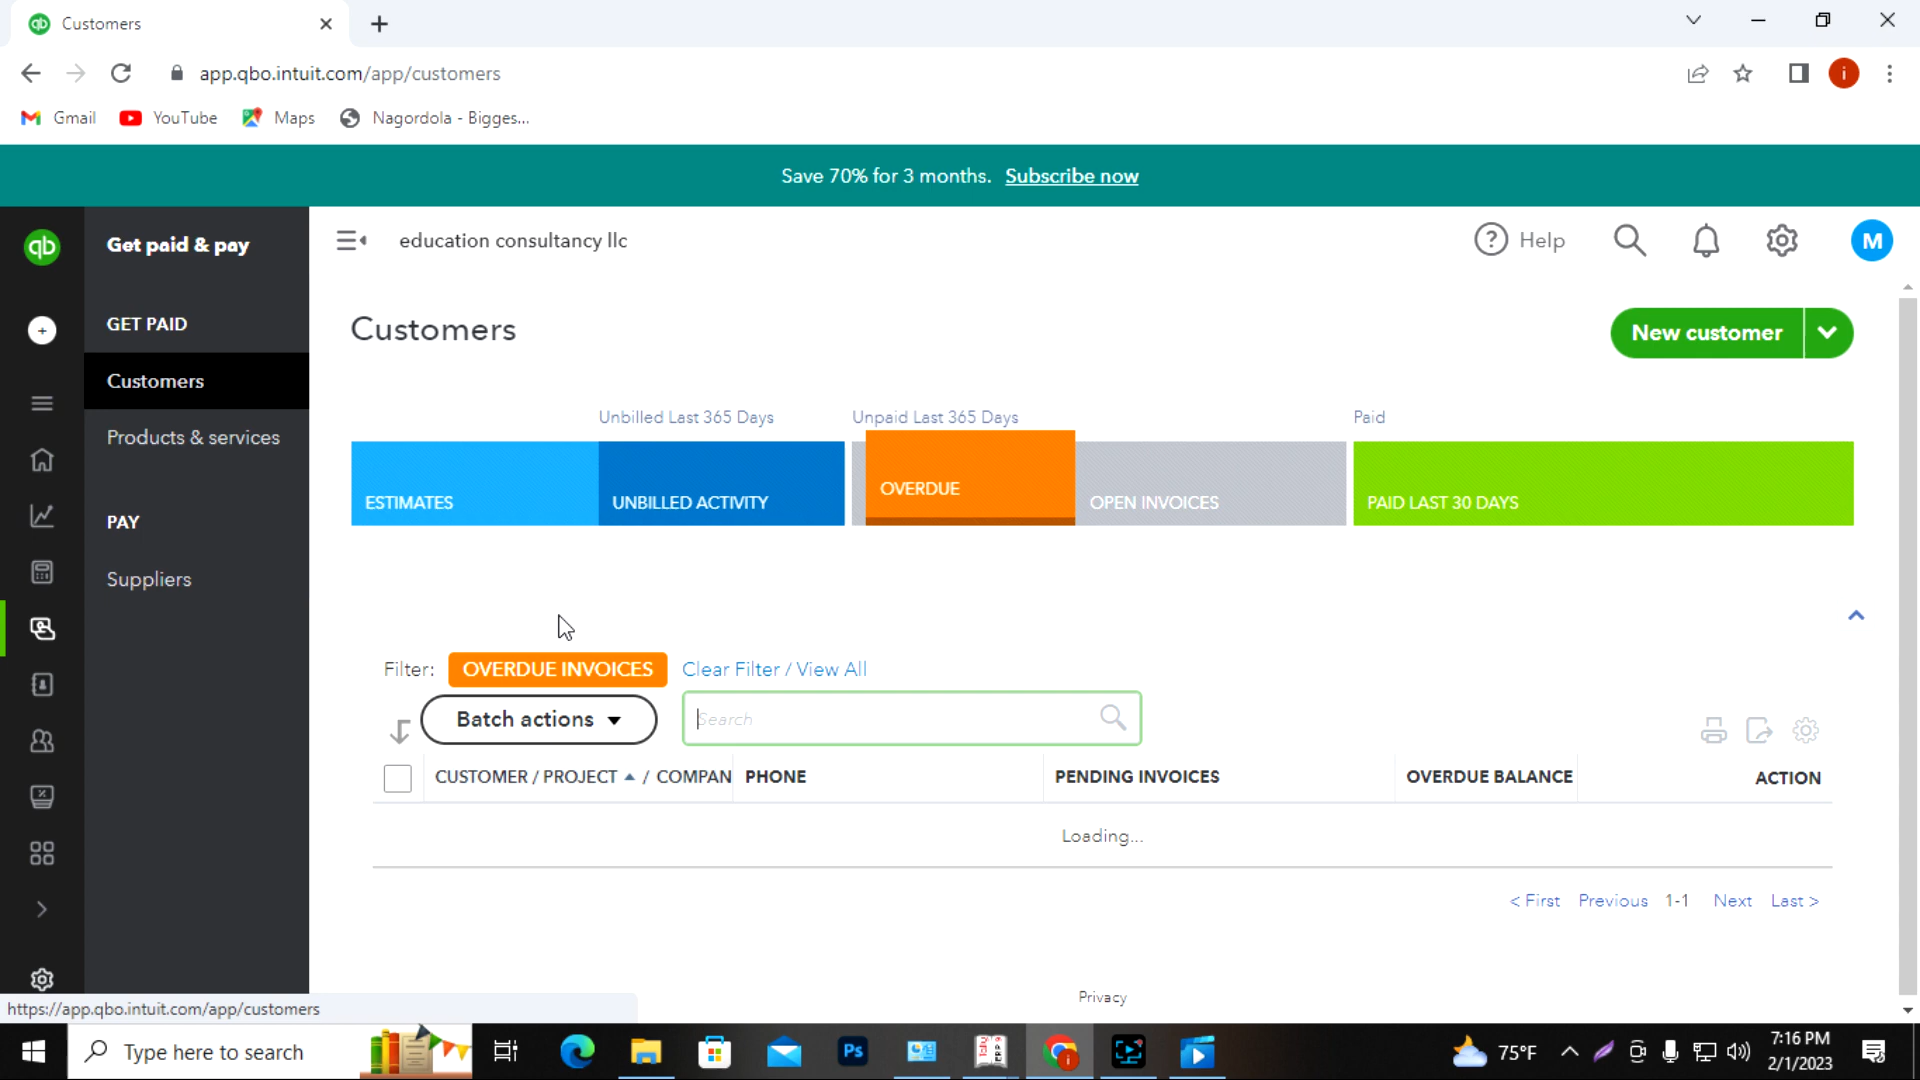 qb Customers
app.qbo.intuit.com/app/customers
i
Gmail YouTube Maps Nagordola - Bigges...
Save 70% for 3 months. Subscribe now
qb Get paid & pay education consultancy llc ? Help M
GET PAID
Customers
Products & services
PAY
Suppliers
Customers New customer
Unbilled Last 365 Days Unpaid Last 365 Days Paid
ESTIMATES UNBILLED ACTIVITY OVERDUE OPEN INVOICES PAID LAST 30 DAYS
Filter: OVERDUE INVOICES Clear Filter / View All
Batch actions Search
CUSTOMER / PROJECT / COMPAN PHONE PENDING INVOICES OVERDUE BALANCE ACTION
Loading...
< First Previous 1-1 Next Last >
Privacy
https://app.qbo.intuit.com/app/customers
Type here to search Ps i 75°F 7:16 PM
2/1/2023